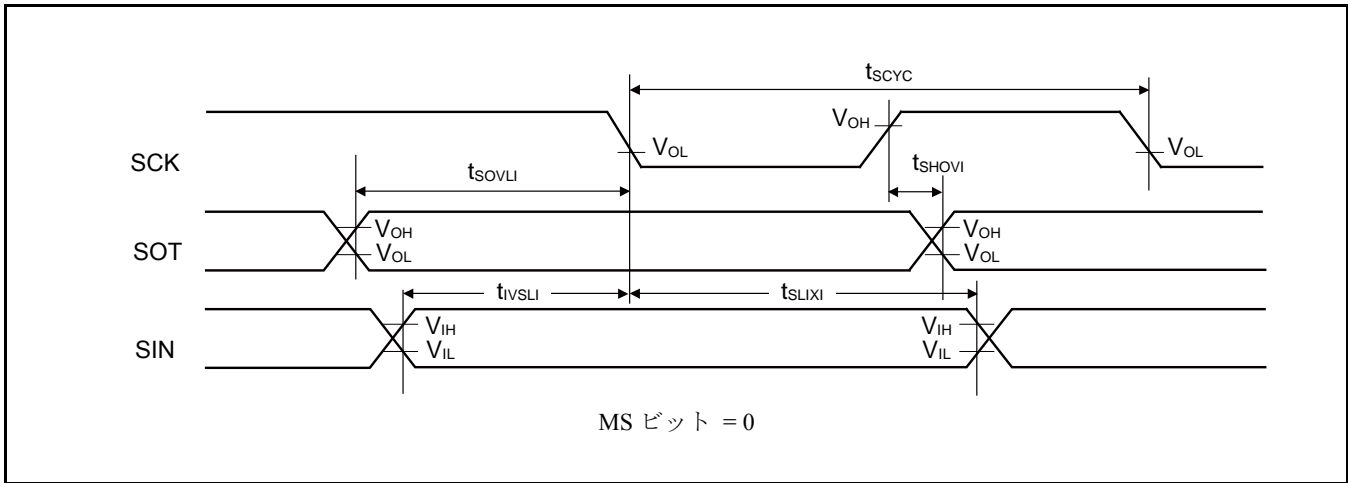 tSCYC
VOH
SCK
VOL
tSHOVI
VOL
tSOVLI
VOH
VOH
SOT
VOL
VOL
tIVSLI
tSLIXI
VIH
VIH
SIN
VIL
VIL
MS ビット = 0